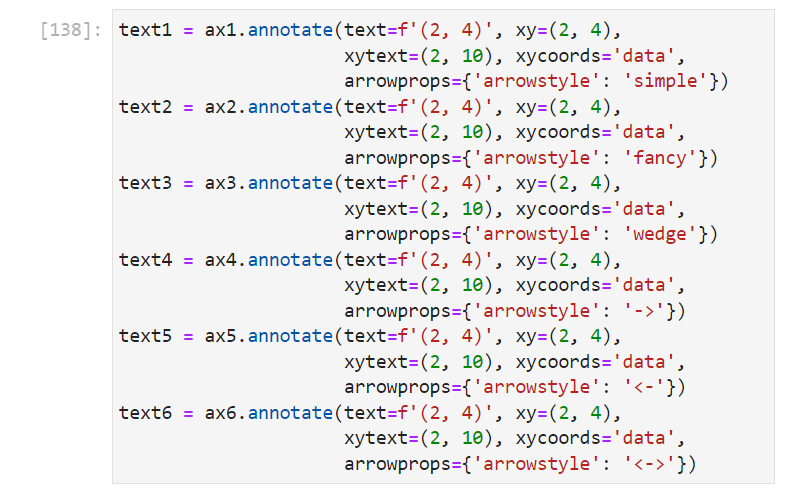 [138]: text1 = ax1.annotate(text=f'(2, 4)', xy=(2, 4),
xytext=(2, 10), xycoords='data',
arrowprops={'arrowstyle': 'simple'})
text2 = ax2.annotate(text=f'(2, 4)', xy=(2, 4),
xytext=(2, 10), xycoords='data',
arrowprops={'arrowstyle': 'fancy'})
text3 = ax3.annotate(text=f'(2, 4)', xy=(2, 4),
xytext=(2, 10), xycoords='data',
arrowprops={'arrowstyle': 'wedge'})
text4 = ax4.annotate(text=f'(2, 4)', xy=(2, 4),
xytext=(2, 10), xycoords='data',
arrowprops={'arrowstyle': '->'})
text5 = ax5.annotate(text=f'(2, 4)', xy=(2, 4),
xytext=(2, 10), xycoords='data',
arrowprops={'arrowstyle': '<-'})
text6 = ax6.annotate(text=f'(2, 4)', xy=(2, 4),
xytext=(2, 10), xycoords='data',
arrowprops={'arrowstyle': '<->'})